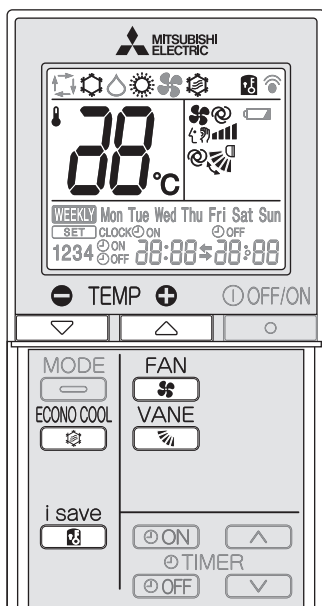 MITSUBISHI
ELECTRIC
88°C
WEEKLY Mon Tue Wed Thu Fri Sat Sun
SET CLOCK ON OFF
1234 ON OFF 88:88 88:88
TEMP OFF/ON
MODE FAN
ECONO COOL VANE
i save
ON
TIMER
OFF